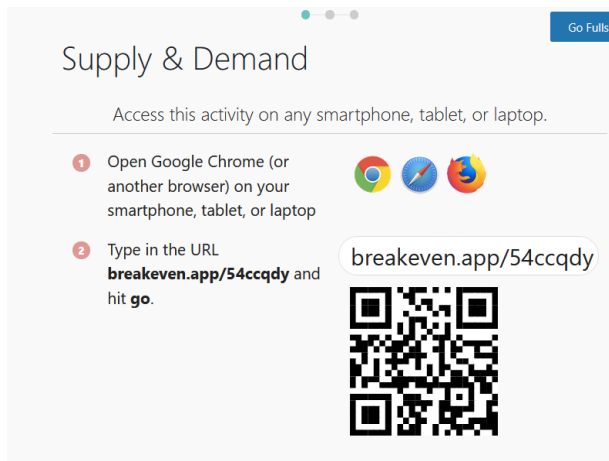 Go Fulls
Supply & Demand
Access this activity on any smartphone, tablet, or laptop.
1 Open Google Chrome (or
another browser) on your
smartphone, tablet, or laptop
2 Type in the URL
breakeven.app/54ccqdy and
hit go.
breakeven.app/54ccqdy